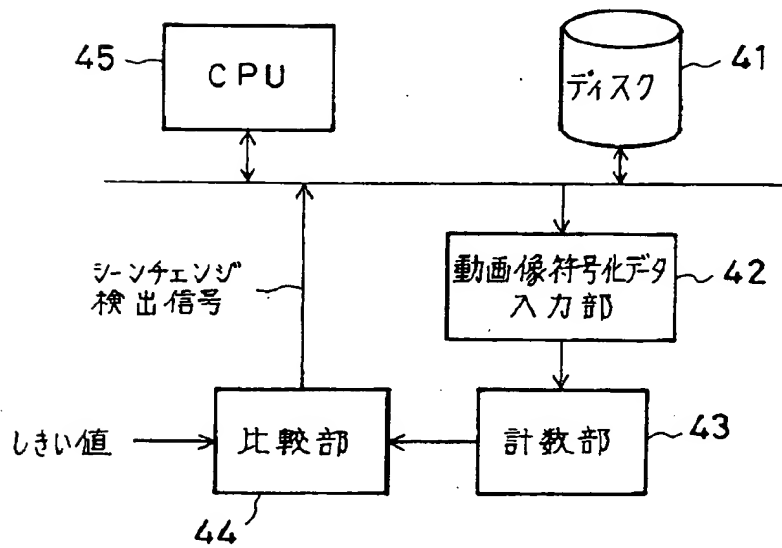 45
CPU
ディスク
41
シーンチェンジ
検出信号
動画像符号化データ
入力部
42
しきい値
比較部
計数部
43
44